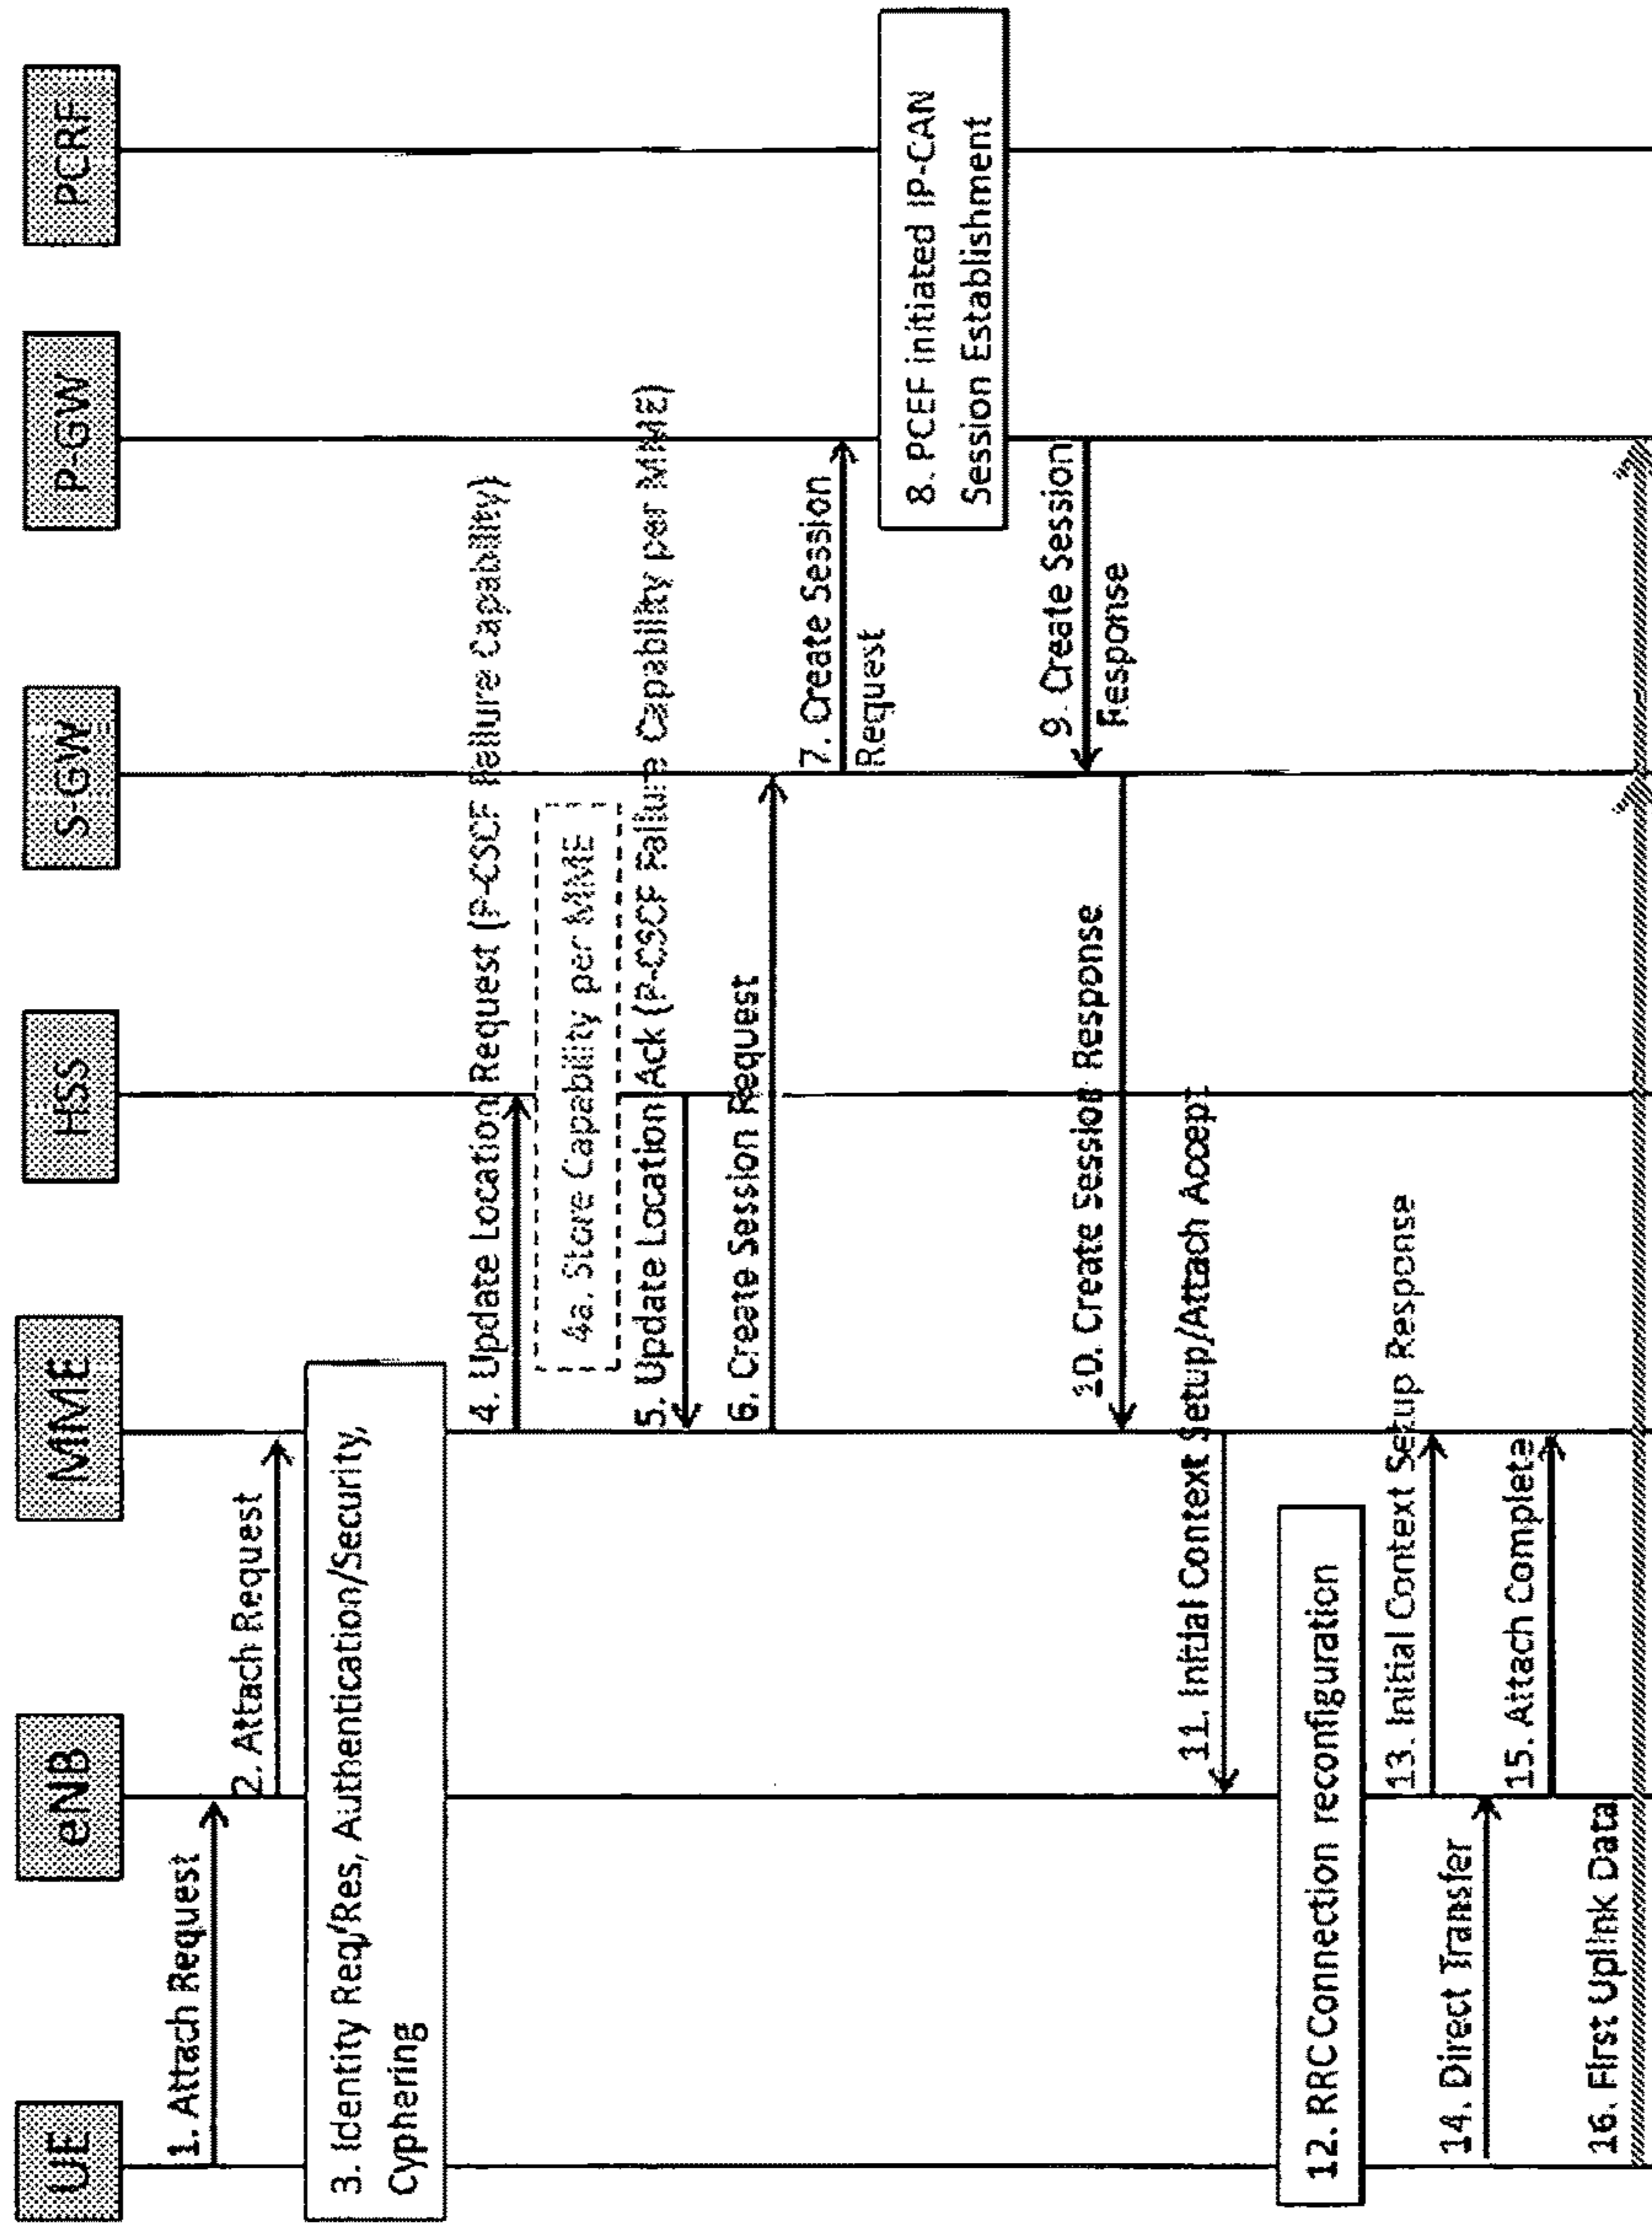 UE
eNB
MME
HSS
S-GW
P-GW
PCRF
1. Attach Request
2. Attach Request
3. Identity Req/Res, Authentication/Security,
Cyphering
4. Update Location Request (P-CSCF Failure Capability)
4a. Store Capability per MME
5. Update Location Ack (P-CSCF Failure Capability per MME)
6. Create Session Request
7. Create Session
Request
8. PCEF initiated IP-CAN
Session Establishment
9. Create Session
Response
10. Create Session Response
11. Initial Context Setup/Attach Accept
12. RRC Connection reconfiguration
13. Initial Context Setup Response
14. Direct Transfer
15. Attach Complete
16. First Uplink Data